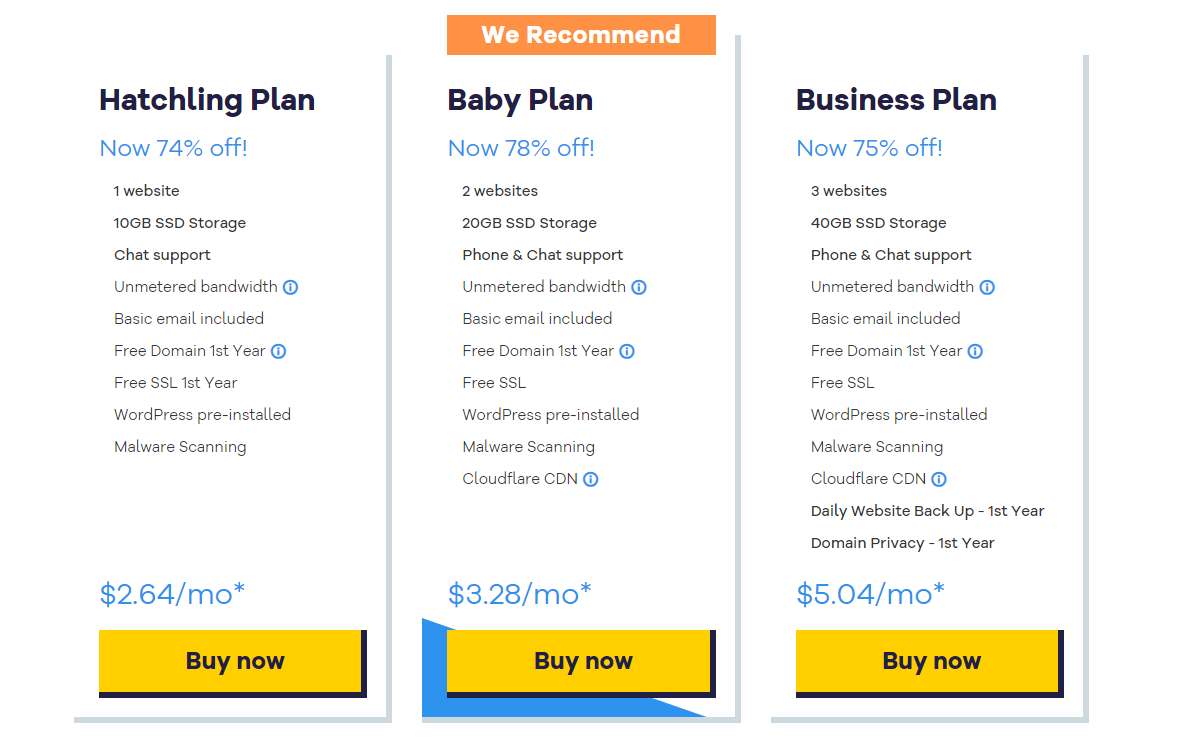 We Recommend
Hatchling Plan
Now 74% off!
1 website
10GB SSD Storage
Chat support
Unmetered bandwidth
Basic email included
Free Domain 1st Year
Free SSL 1st Year
WordPress pre-installed
Malware Scanning
$2.64/mo*
Buy now
Baby Plan
Now 78% off!
2 websites
20GB SSD Storage
Phone & Chat support
Unmetered bandwidth
Basic email included
Free Domain 1st Year
Free SSL
WordPress pre-installed
Malware Scanning
Cloudflare CDN
$3.28/mo*
Buy now
Business Plan
Now 75% off!
3 websites
40GB SSD Storage
Phone & Chat support
Unmetered bandwidth
Basic email included
Free Domain 1st Year
Free SSL
WordPress pre-installed
Malware Scanning
Cloudflare CDN
Daily Website Back Up - 1st Year
Domain Privacy - 1st Year
$5.04/mo*
Buy now